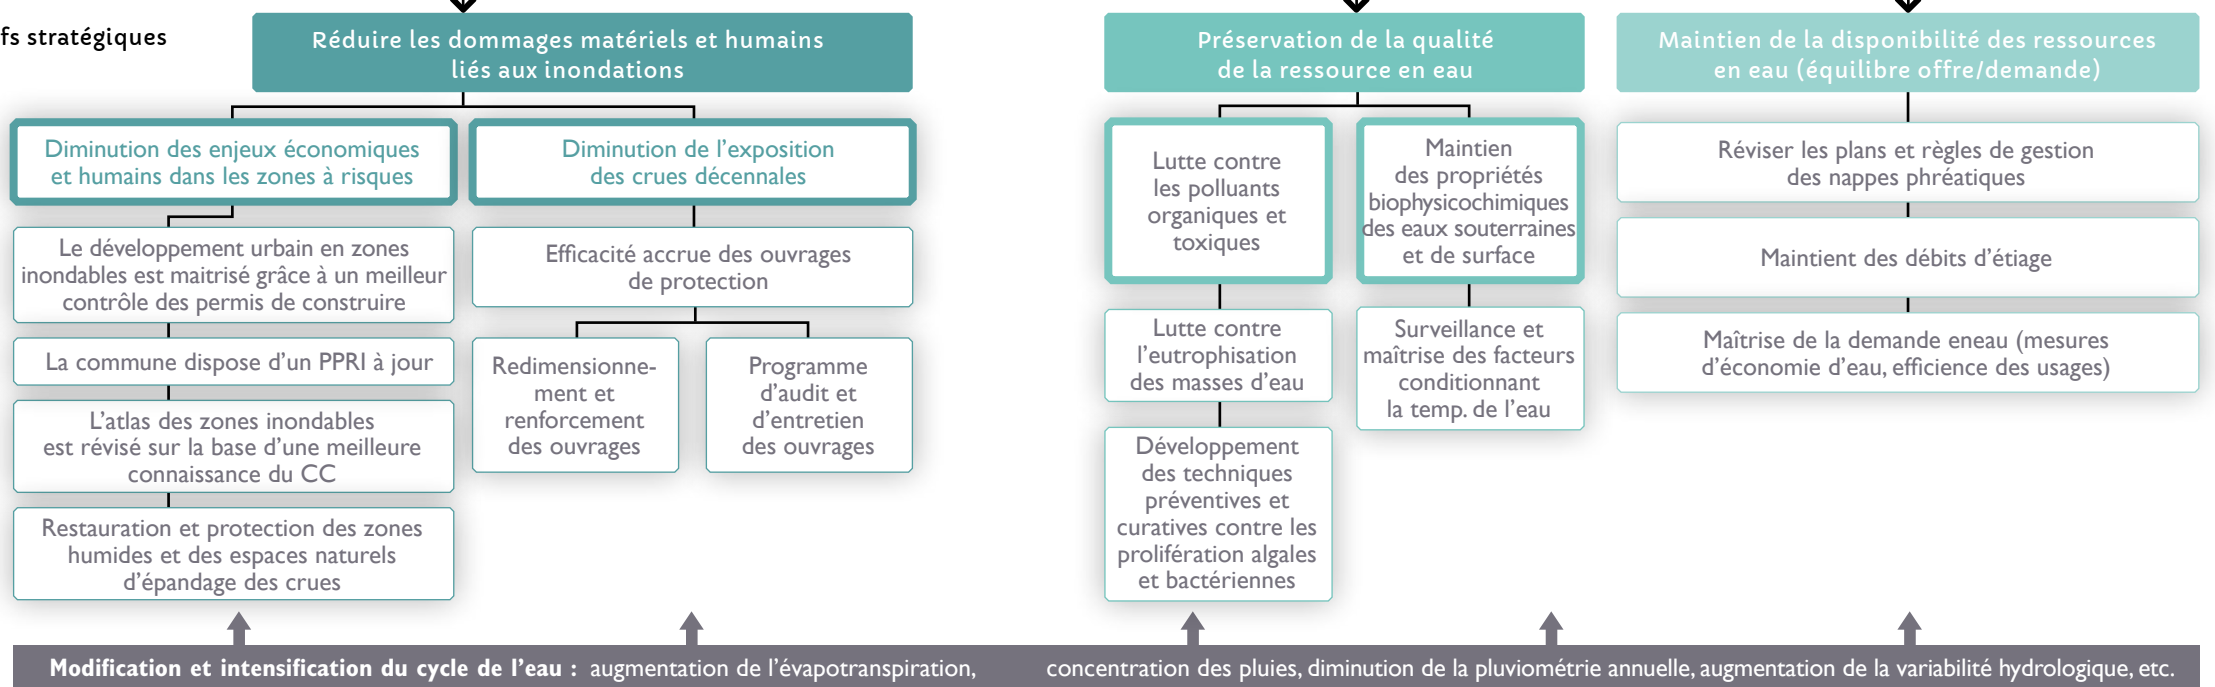 fs stratégiques
Réduire les dommages matériels et humains
liés aux inondations
Préservation de la qualité
de la ressource en eau
Maintien de la disponibilité des ressources
en eau (équilibre offre/demande)
Diminution des enjeux économiques
et humains dans les zones à risques
Diminution de l’exposition
des crues décennales
Lutte contre
les polluants
organiques et
toxiques
Maintien
des propriétés
biophysicochimiques
des eaux souterraines
et de surface
Réviser les plans et règles de gestion
des nappes phréatiques
Le développement urbain en zones
inondables est maitrisé grâce à un meilleur
contrôle des permis de construire
Efficacité accrue des ouvrages
de protection
Maintient des débits d’étiage
La commune dispose d’un PPRI à jour
Redimensionne-
ment et
renforcement
des ouvrages
Programme
d’audit et
d’entretien
des ouvrages
Lutte contre
l’eutrophisation
des masses d’eau
Surveillance et
maîtrise des facteurs
conditionnant
la temp. de l’eau
Maîtrise de la demande eneau (mesures
d’économie d’eau, efficience des usages)
L’atlas des zones inondables
est révisé sur la base d’une meilleure
connaissance du CC
Développement
des techniques
préventives et
curatives contre les
prolifération algales
et bactériennes
Restauration et protection des zones
humides et des espaces naturels
d’épandage des crues
Modification et intensification du cycle de l’eau : augmentation de l’évapotranspiration, concentration des pluies, diminution de la pluviométrie annuelle, augmentation de la variabilité hydrologique, etc.